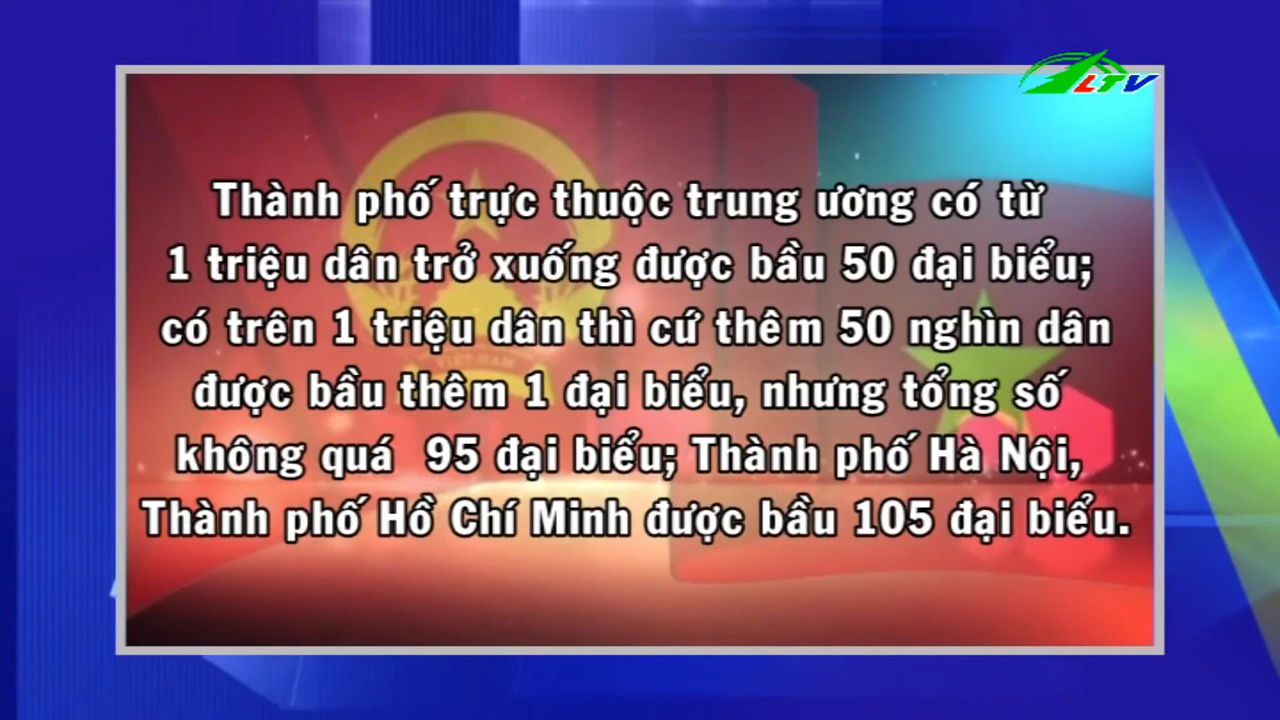 LTV
Thành phố trực thuộc trung ương có từ
1 triệu dân trở xuống được bầu 50 đại biểu;
có trên 1 triệu dân thì cứ thêm 50 nghìn dân
được bầu thêm 1 đại biểu, nhưng tổng số
không quá 95 đại biểu; Thành phố Hà Nội,
Thành phố Hồ Chí Minh được bầu 105 đại biểu.
VIỆT NAM